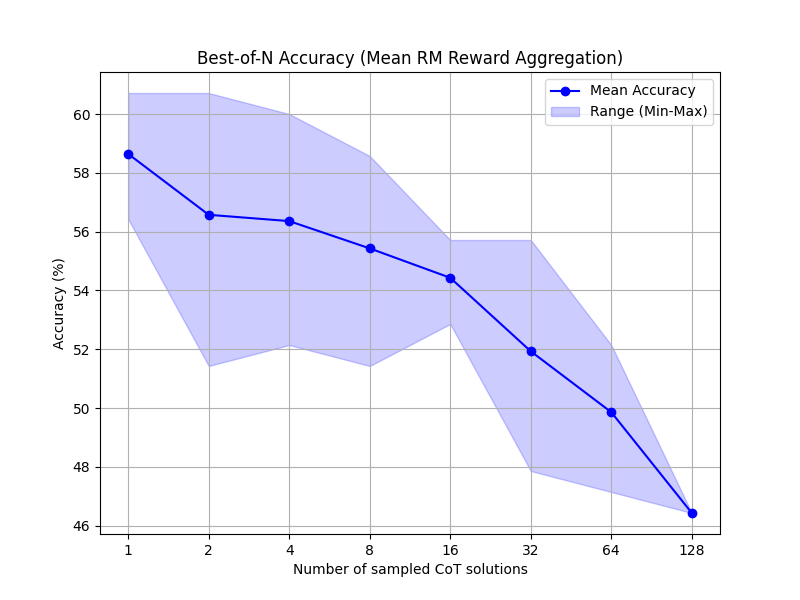 Best-of-N Accuracy (Mean RM Reward Aggregation)
Mean Accuracy
Range (Min-Max)
Accuracy (%)
60
58
56
54
52
50
48
46
1 2 4 8 16 32 64 128
Number of sampled CoT solutions